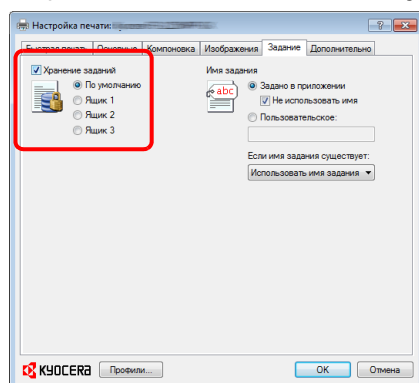 Настройка печати:
Быстрая печать Основные Компоновка Изображения Задание Дополнительно
Хранение заданий
По умолчанию
Ящик 1
Ящик 2
Ящик 3
Имя задания
abc
Задано в приложении
Не использовать имя
Пользовательское:
Если имя задания существует:
Использовать имя задания
KYOCERA Профили... OK Отмена